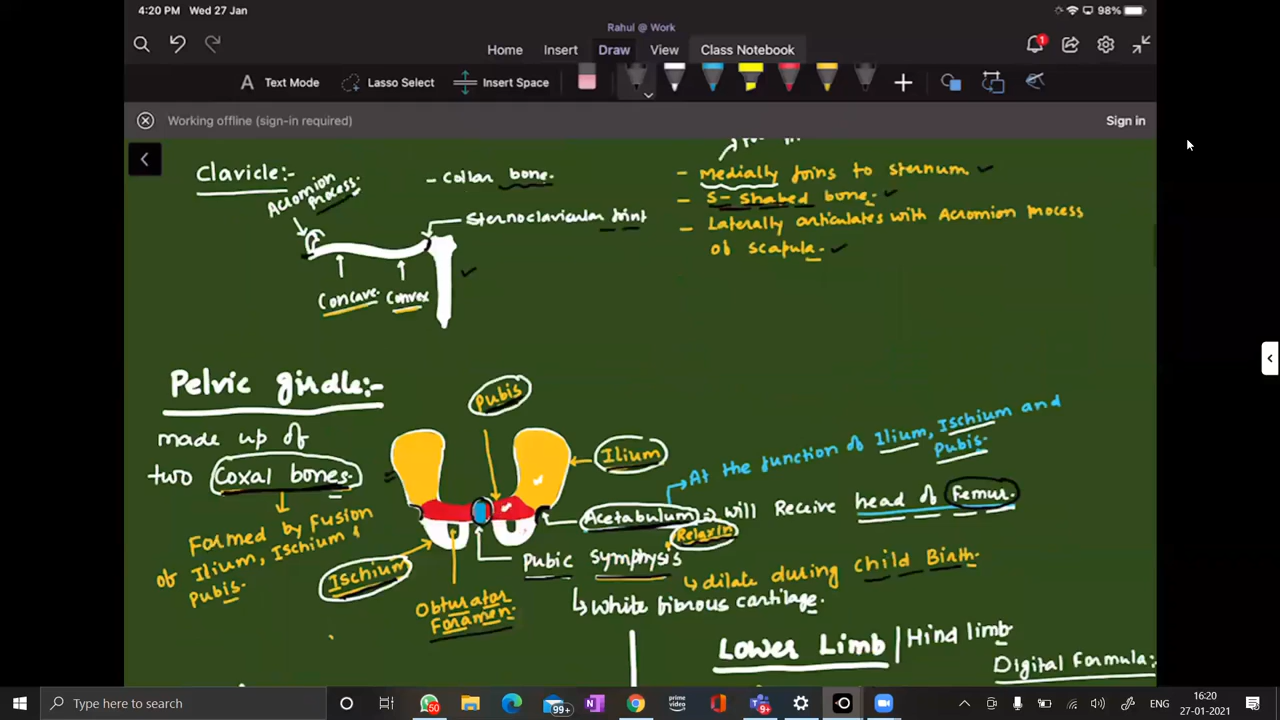 4:20 PM Wed 27 Jan
98%
Rahul @ Work
Home Insert Draw View Class Notebook
1
Text Mode Lasso Select Insert Space
Working offline (sign-in required) Sign in
Clavicle:-
Acromion Process.
- Collar bone.
Sternoclavicular Joint
Concave. Convex
- Medially Joins to sternum
- S-Shaped bone.
- Laterally articulates with Acromion Process
of scapula.
Pelvic girdle:-
made up of
two Coxal bones.
Formed by Fusion
of Ilium, Ischium &
Pubis.
Pubis
Ilium
At the junction of Ilium, Ischium and
Pubis.
Acetabulum will Receive head of Femur.
Relaxin
Pubic Symphysis
dilate during child Birth.
White fibrous cartilage.
Ischium
Obturator
Foramen.
Lower Limb | Hind limb
Digital Formula:
Type here to search
50
99+
9+
ENG
16:20
27-01-2021